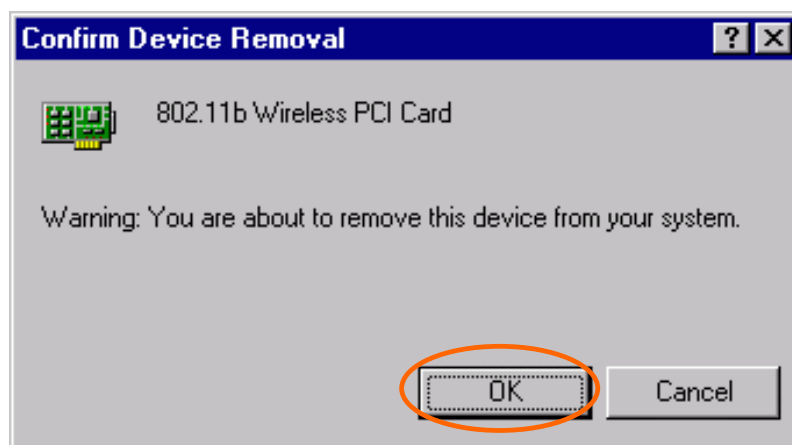 Confirm Device Removal
802.11b Wireless PCI Card
Warning: You are about to remove this device from your system.
OK Cancel